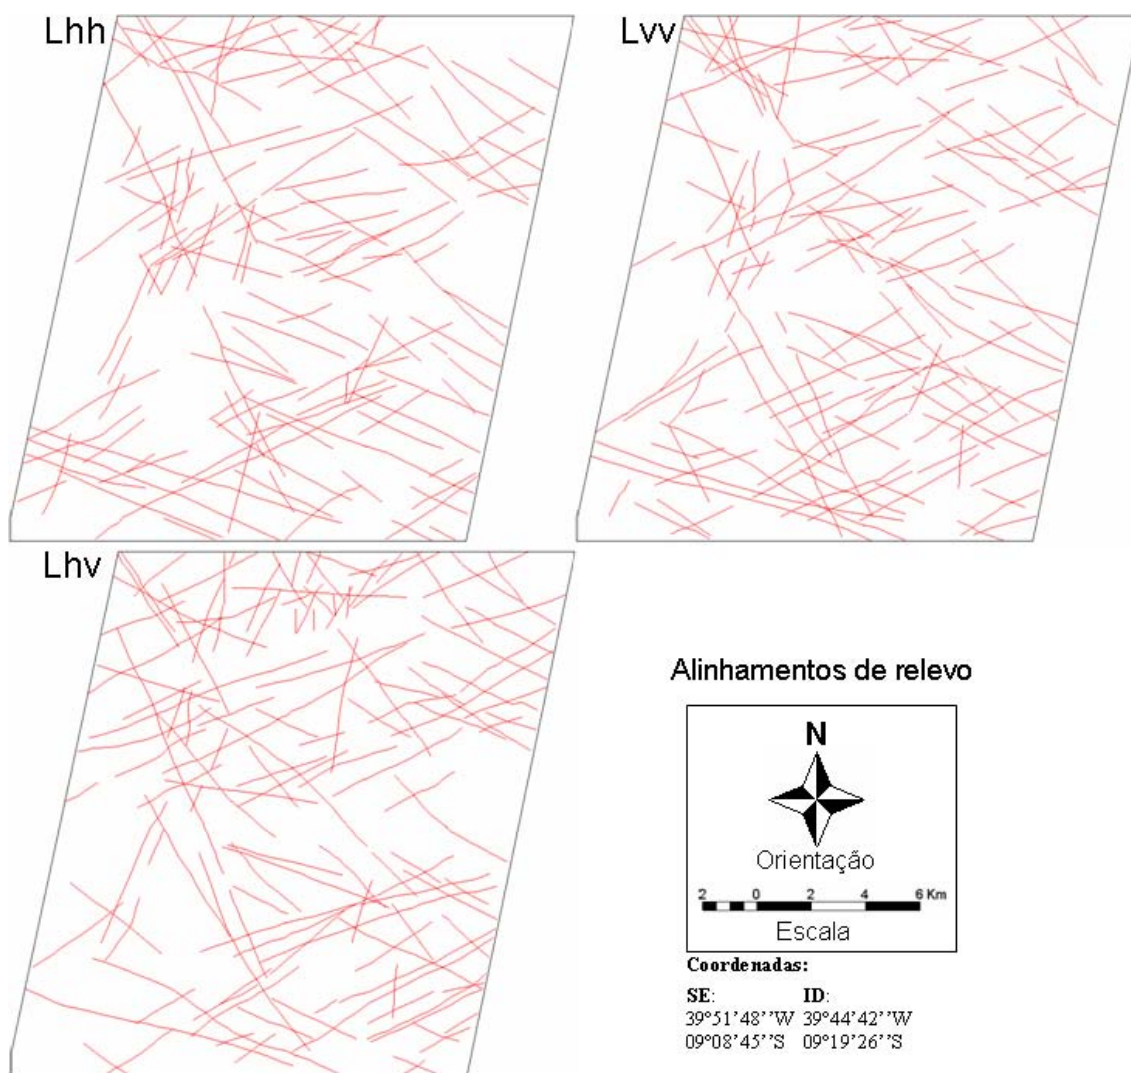 Lhh
Lvv
Lhv
Alinhamentos de relevo
N
Orientação
2 0 2 4 6 Km
Escala
Coordenadas:
SE: ID:
39°51'48''W 39°44'42''W
09°08'45''S 09°19'26''S